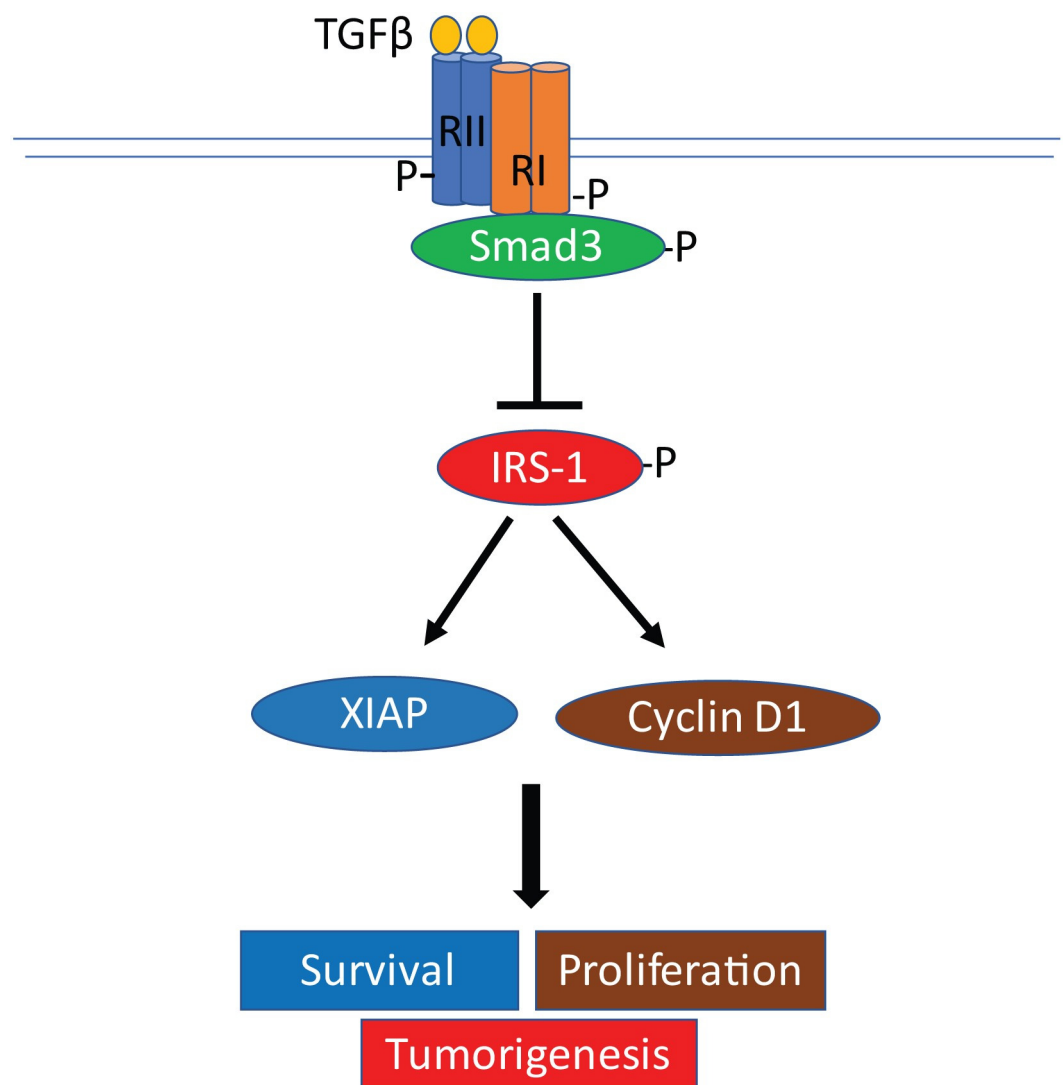 TGFβ
RII
P-
RI
-P
Smad3
-P
IRS-1
-P
XIAP
Cyclin D1
Survival
Proliferation
Tumorigenesis